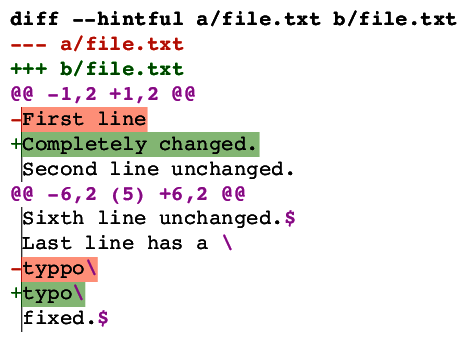 diff --hintful a/file.txt b/file.txt
--- a/file.txt
+++ b/file.txt
@@ -1,2 +1,2 @@
-First line
+Completely changed.
Second line unchanged.
@@ -6,2 (5) +6,2 @@
Sixth line unchanged.$
Last line has a \
-typpo\
+typo\
fixed.$